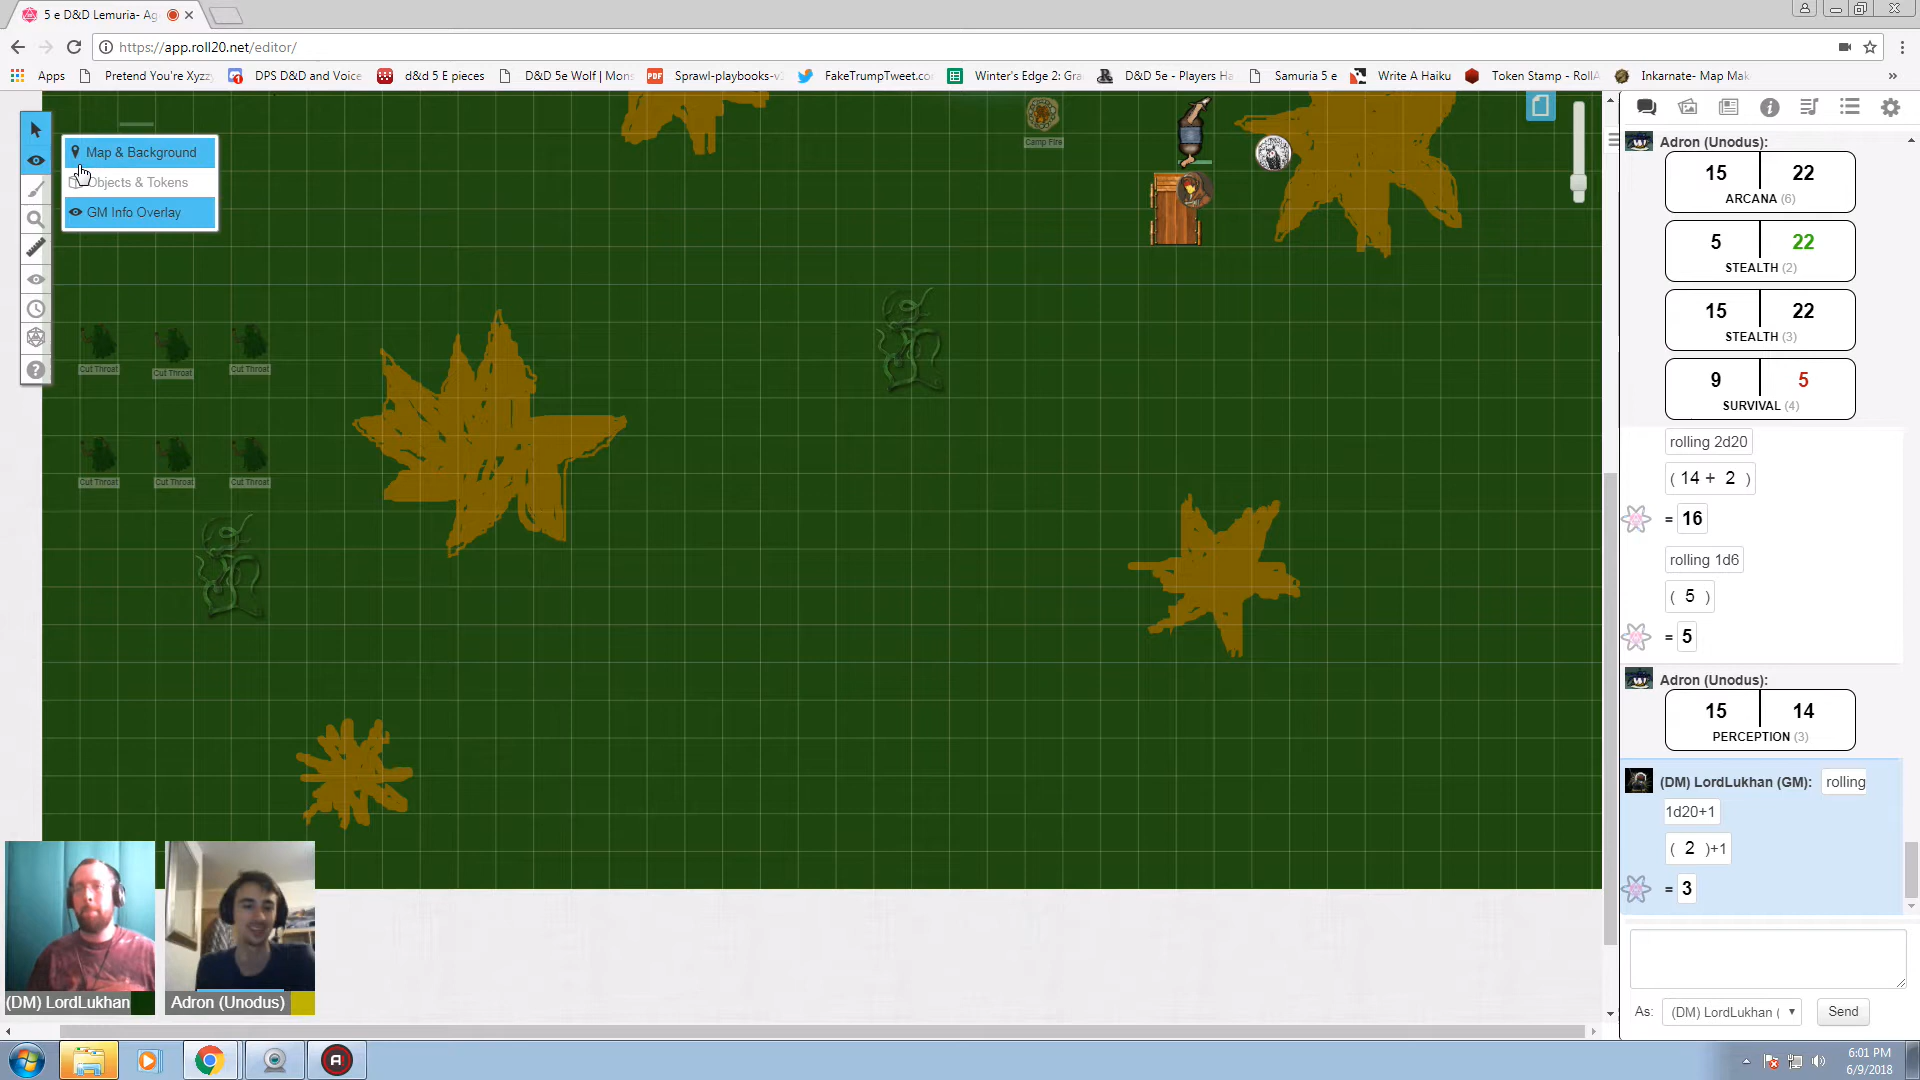 5 e D&D Lemuria- Ag
https://app.roll20.net/editor/
Apps
Pretend You're Xyzz
DPS D&D and Voice
d&d 5 E pieces
D&D 5e Wolf | Mons
Sprawl-playbooks-v
FakeTrumpTweet.co
Winter's Edge 2: Gra
D&D 5e - Players Ha
Samuria 5 e
Write A Haiku
Token Stamp - RollA
Inkarnate- Map Mak
»
Map & Background
Objects & Tokens
GM Info Overlay
Camp Fire
Cut Throat
Cut Throat
Cut Throat
Cut Throat
Cut Throat
Cut Throat
Adron (Unodus):
15 22
ARCANA (6)
5 22
STEALTH (2)
15 22
STEALTH (3)
9 5
SURVIVAL (4)
rolling 2d20
( 14 + 2 )
= 16
rolling 1d6
( 5 )
= 5
Adron (Unodus):
15 14
PERCEPTION (3)
(DM) LordLukhan (GM): rolling
1d20+1
( 2 )+1
= 3
As: (DM) LordLukhan (
Send
(DM) LordLukhan
Adron (Unodus)
6:01 PM
6/9/2018